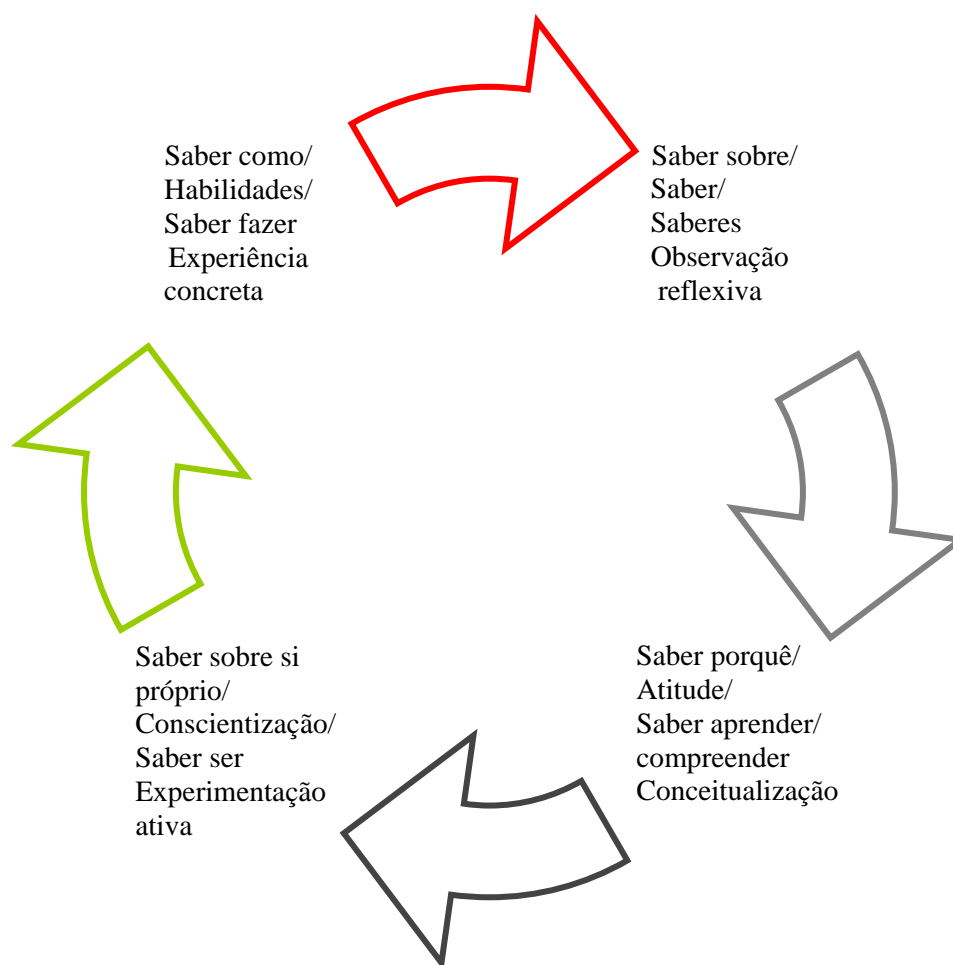 Saber como/
Habilidades/
Saber fazer
Experiência
concreta
Saber sobre/
Saber/
Saberes
Observação
reflexiva
Saber porquê/
Atitude/
Saber aprender/
compreender
Conceitualização
Saber sobre si
próprio/
Conscientização/
Saber ser
Experimentação
ativa